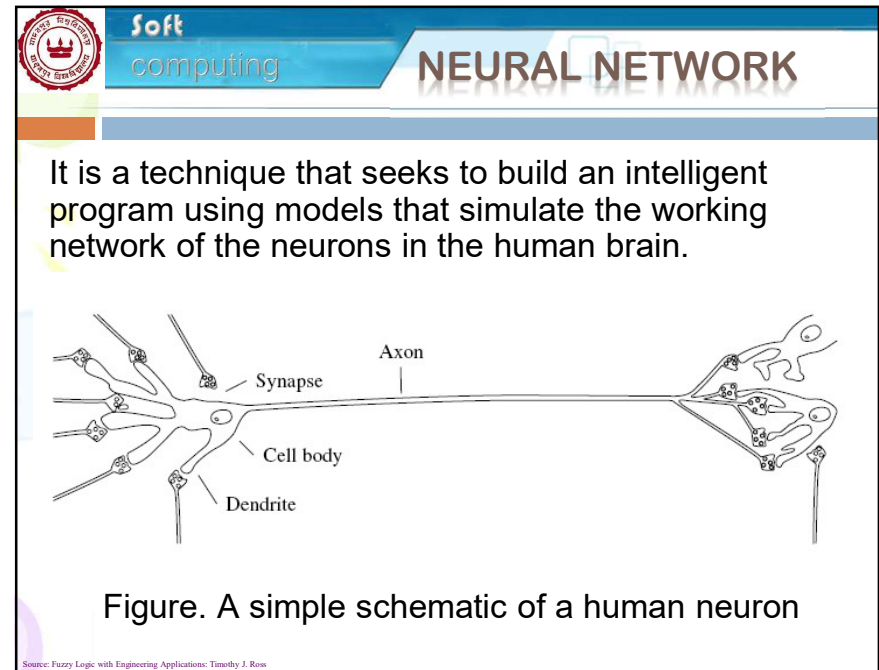 Soft
computing
NEURAL NETWORK
It is a technique that seeks to build an intelligent
program using models that simulate the working
network of the neurons in the human brain.
Axon
Synapse
Cell body
Dendrite
Figure. A simple schematic of a human neuron
Source: Fuzzy Logic with Engineering Applications: Timothy J. Ross